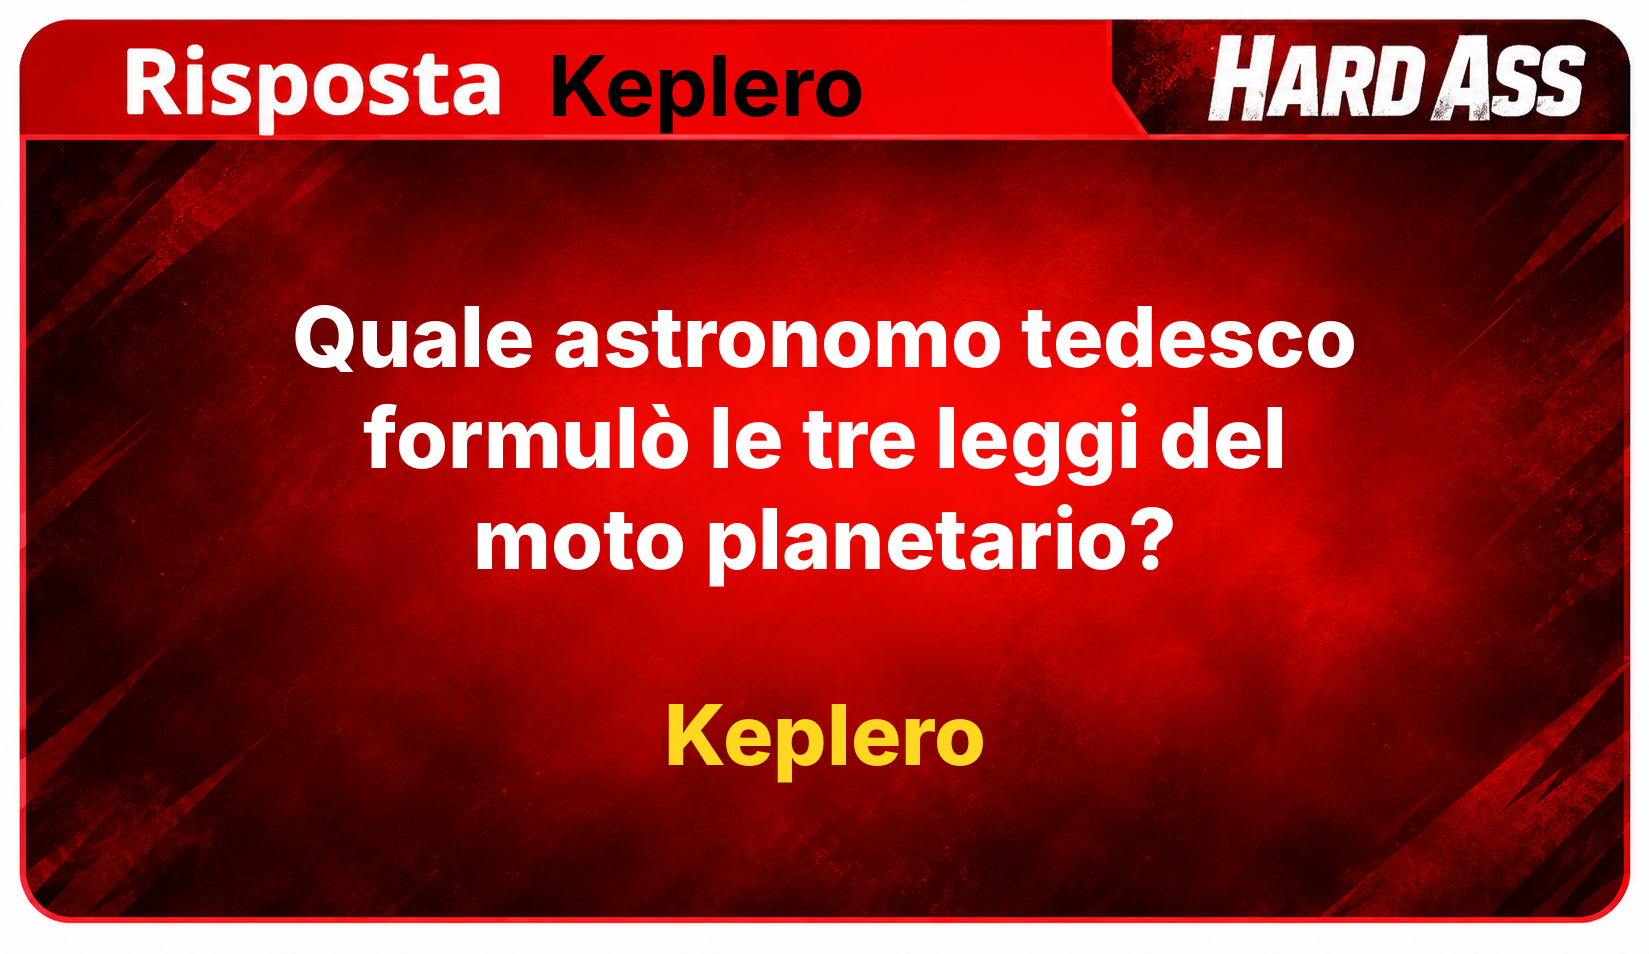 Risposta Keplero
HARD ASS
Quale astronomo tedesco
formulò le tre leggi del
moto planetario?
Keplero